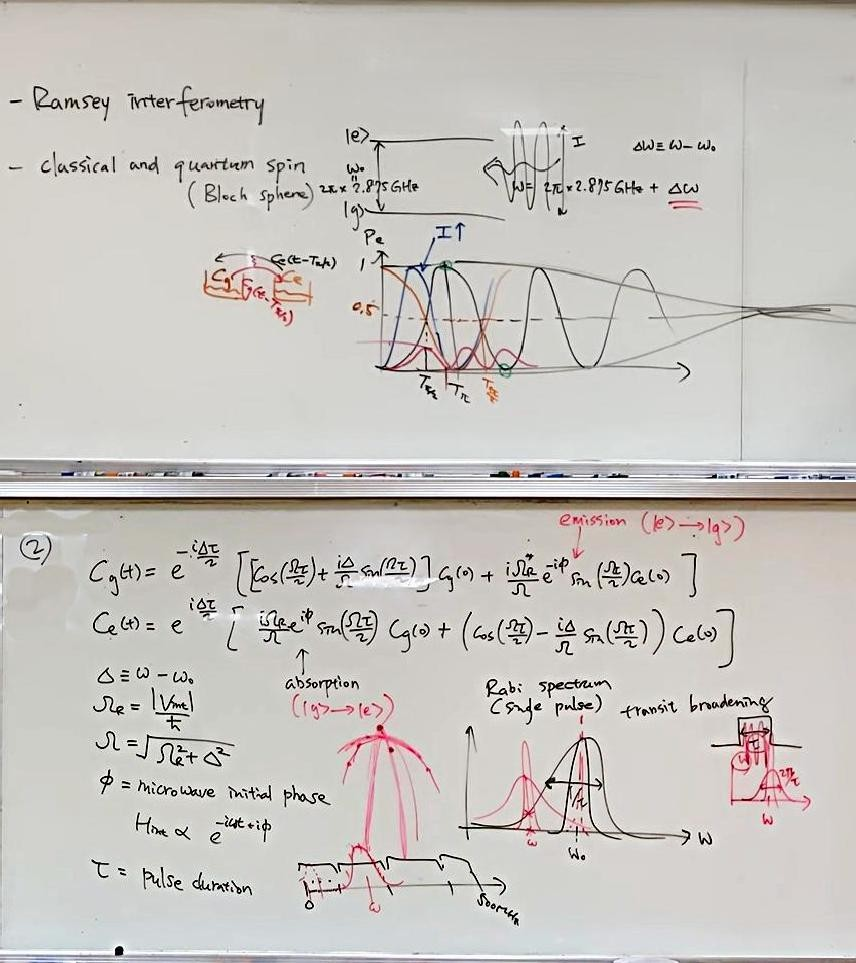 - Ramsey interferometry
- classical and quantum spin
(Bloch sphere)
|e>
ω₀
"
2π × 2.875 GHz
|g>
I
Δω ≡ ω - ω₀
ω = 2π × 2.875 GHz + Δω
Pe
I↑
1
0.5
Cg
Ce
Tπ
②
emission (|e> → |g>)
Cg(t) = e^{-iΔτ/2} [[cos(Ωτ/2) + iΔ/Ω sin(Ωτ/2)] Cg(0) + iΩR*/Ω e^{-iϕ} sin(Ωτ/2) Ce(0)]
Ce(t) = e^{iΔτ/2} [iΩR/Ω e^{iϕ} sin(Ωτ/2) Cg(0) + (cos(Ωτ/2) - iΔ/Ω sin(Ωτ/2)) Ce(0)]
absorption
(|g> → |e>)
Δ ≡ ω - ω₀
ΩR = |Vint|/ħ
Ω = √(ΩR² + Δ²)
ϕ = microwave initial phase
Hint ∝ e^{-iωt+iϕ}
τ = pulse duration
Rabi spectrum
(single pulse)
transit broadening
τ
1/τ
2π/τ
ω
ω
ω₀
ω
0
ω